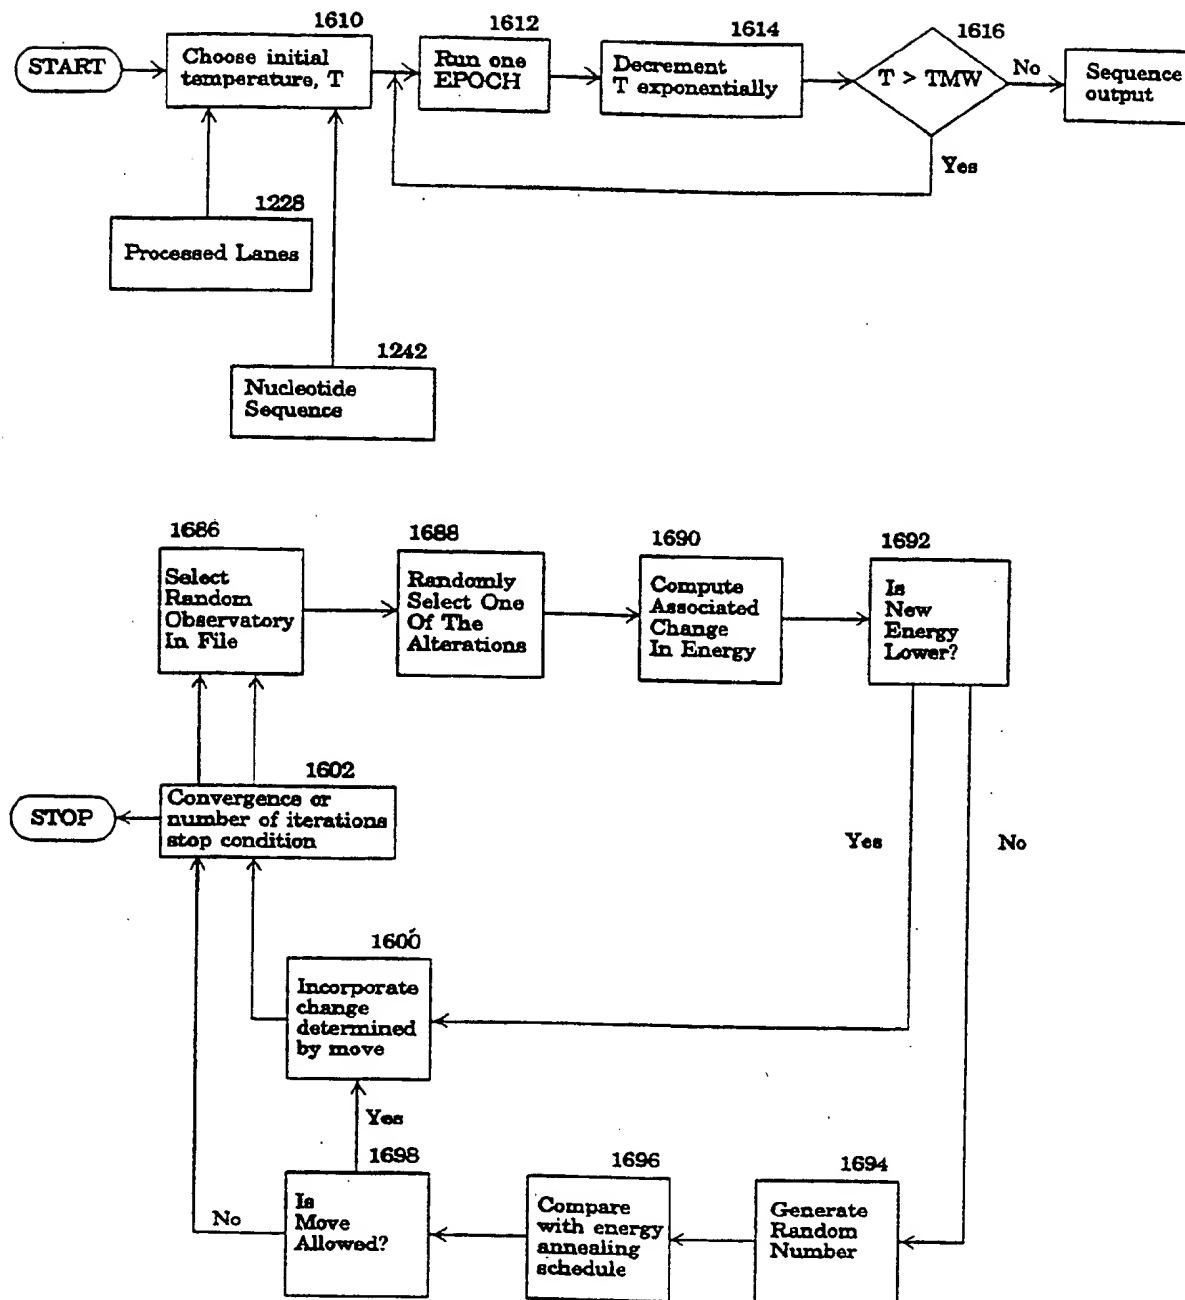 1610
1612
1614
1616
START
Choose initial
temperature, T
Run one
EPOCH
Decrement
T exponentially
T > TMW
No
Sequence
output
Yes
1228
Processed Lanes
1242
Nucleotide
Sequence
1686
Select
Random
Observatory
In File
1688
Randomly
Select One
Of The
Alterations
1690
Compute
Associated
Change
In Energy
1692
Is
New
Energy
Lower?
1602
Convergence or
number of iterations
stop condition
STOP
Yes
No
1600
Incorporate
change
determined
by move
Yes
1698
Is
Move
Allowed?
No
1696
Compare
with energy
annealing
schedule
1694
Generate
Random
Number